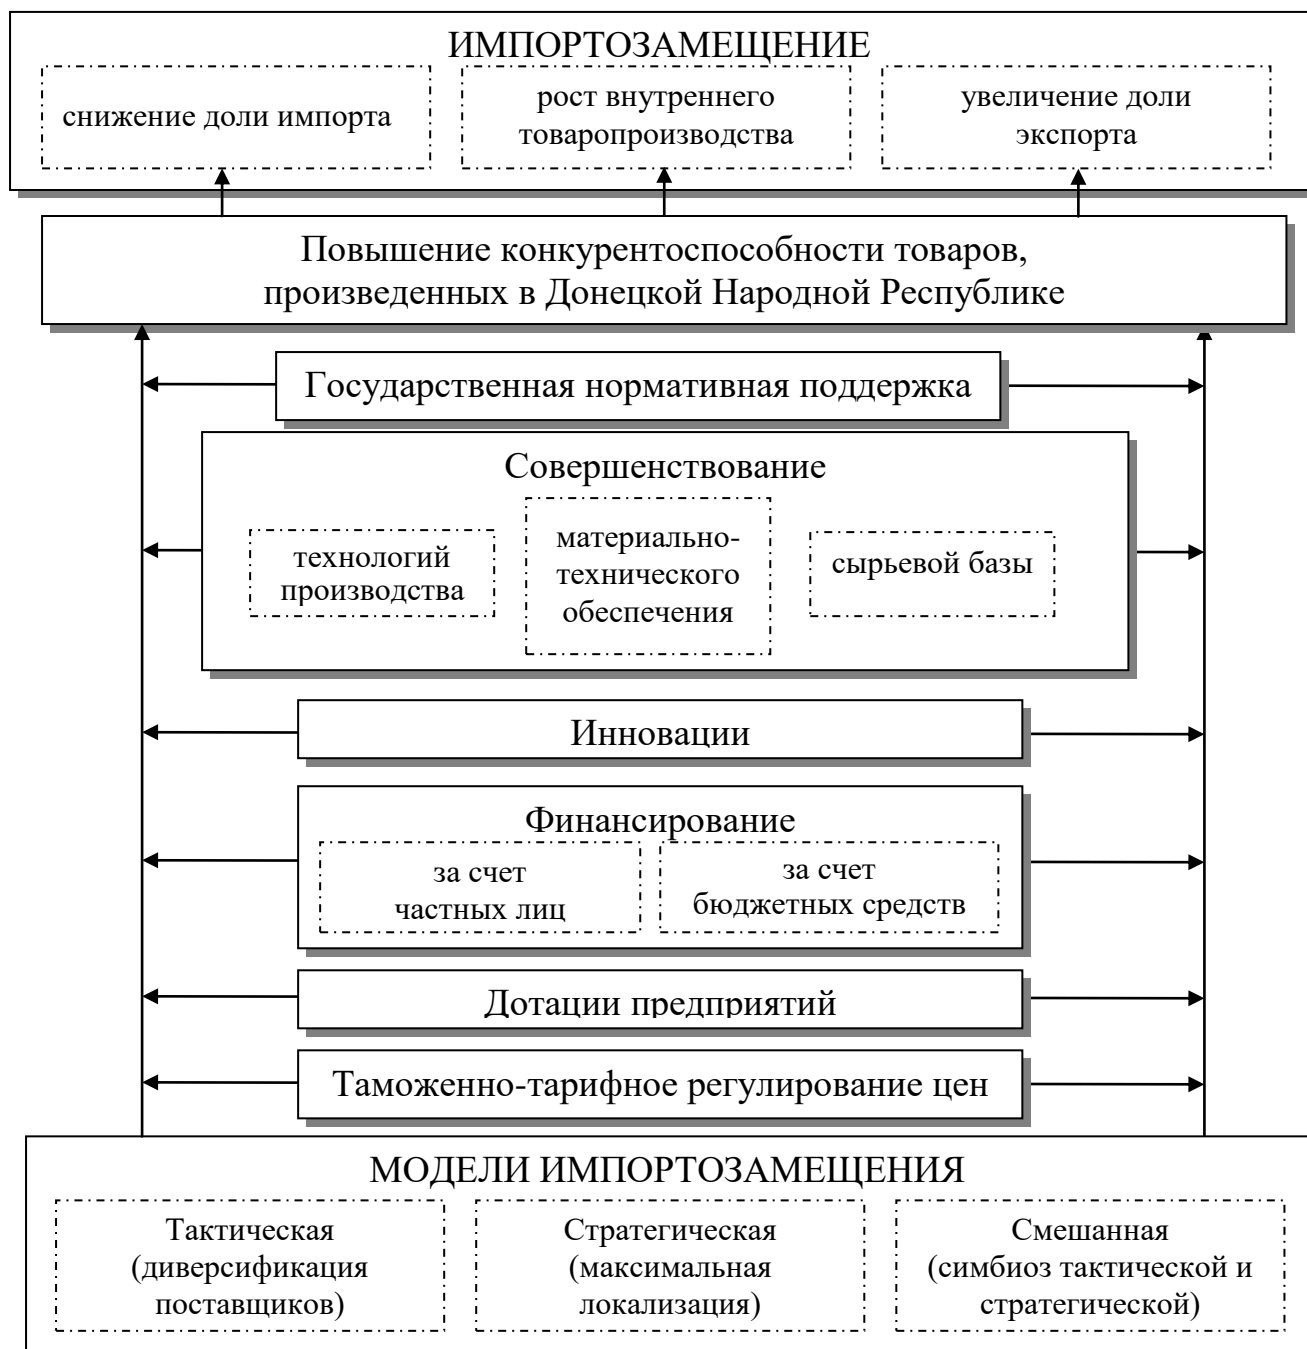 ИМПОРТОЗАМЕЩЕНИЕ
снижение доли импорта
рост внутреннего
товаропроизводства
увеличение доли
экспорта
Повышение конкурентоспособности товаров,
произведенных в Донецкой Народной Республике
Государственная нормативная поддержка
Совершенствование
технологий
производства
материально-
технического
обеспечения
сырьевой базы
Инновации
Финансирование
за счет
частных лиц
за счет
бюджетных средств
Дотации предприятий
Таможенно-тарифное регулирование цен
МОДЕЛИ ИМПОРТОЗАМЕЩЕНИЯ
Тактическая
(диверсификация
поставщиков)
Стратегическая
(максимальная
локализация)
Смешанная
(симбиоз тактической и
стратегической)